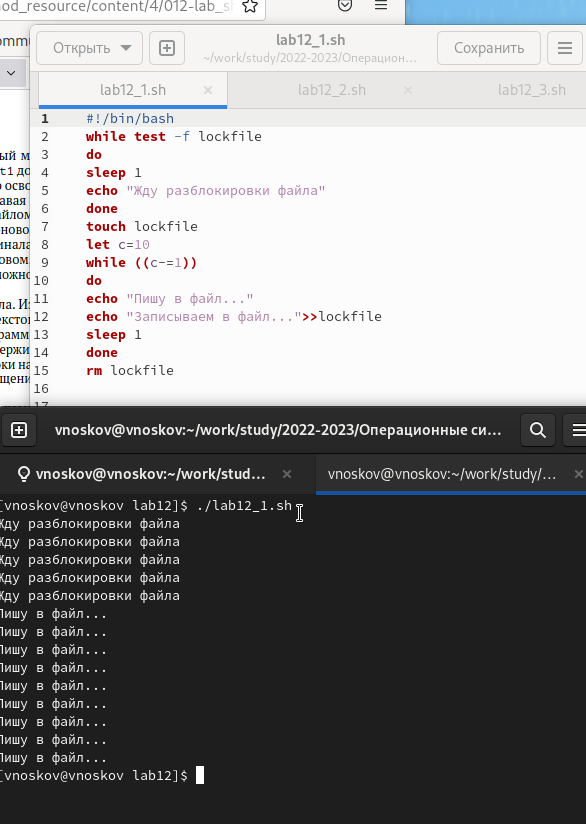 nod_resource/content/4/012-lab_s
Открыть
lab12_1.sh
~/work/study/2022-2023/Операцион…
Сохранить
lab12_1.sh × lab12_2.sh × lab12_3.sh
1 #!/bin/bash
2 while test -f lockfile
3 do
4 sleep 1
5 echo "Жду разблокировки файла"
6 done
7 touch lockfile
8 let c=10
9 while ((c-=1))
10 do
11 echo "Пишу в файл..."
12 echo "Записываем в файл...">>lockfile
13 sleep 1
14 done
15 rm lockfile
16
17
vnoskov@vnoskov:~/work/study/2022-2023/Операционные си…
vnoskov@vnoskov:~/work/stud… × vnoskov@vnoskov:~/work/study/… ×
[vnoskov@vnoskov lab12]$ ./lab12_1.sh
Жду разблокировки файла
Жду разблокировки файла
Жду разблокировки файла
Жду разблокировки файла
Жду разблокировки файла
Пишу в файл...
Пишу в файл...
Пишу в файл...
Пишу в файл...
Пишу в файл...
Пишу в файл...
Пишу в файл...
Пишу в файл...
Пишу в файл...
[vnoskov@vnoskov lab12]$